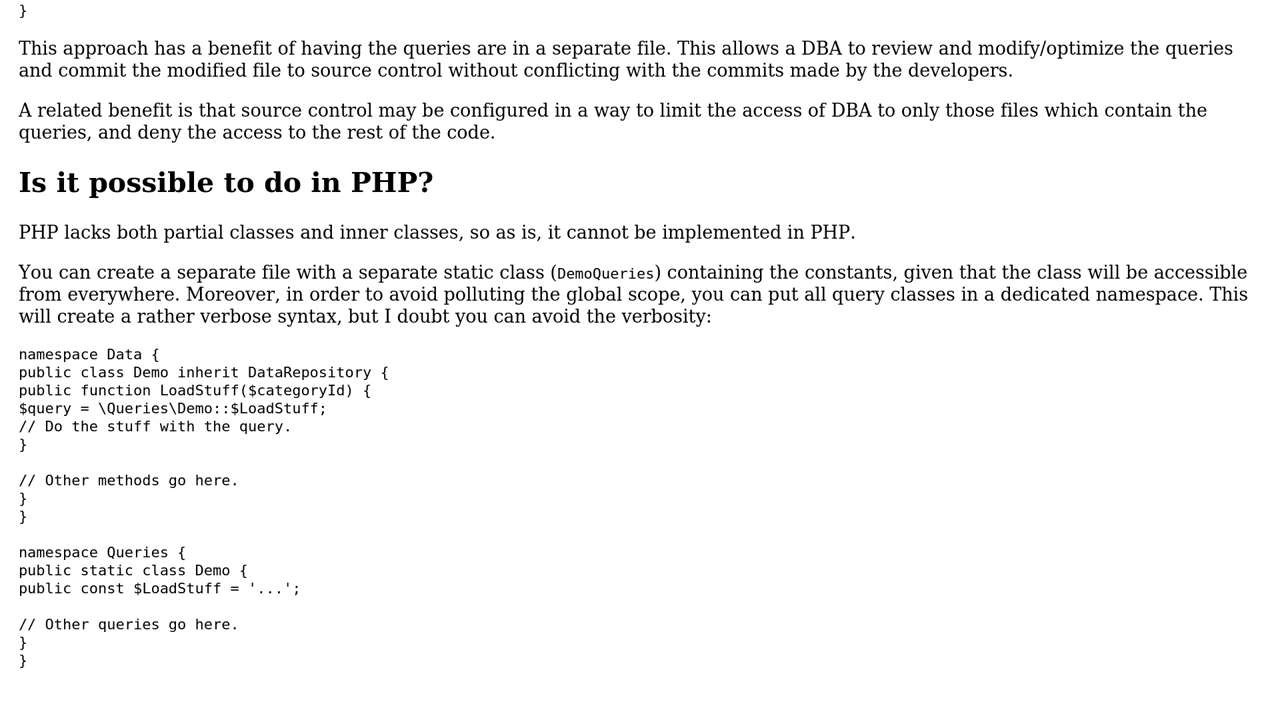 }
This approach has a benefit of having the queries are in a separate file. This allows a DBA to review and modify/optimize the queries
and commit the modified file to source control without conflicting with the commits made by the developers.
A related benefit is that source control may be configured in a way to limit the access of DBA to only those files which contain the
queries, and deny the access to the rest of the code.
Is it possible to do in PHP?
PHP lacks both partial classes and inner classes, so as is, it cannot be implemented in PHP.
You can create a separate file with a separate static class (DemoQueries) containing the constants, given that the class will be accessible
from everywhere. Moreover, in order to avoid polluting the global scope, you can put all query classes in a dedicated namespace. This
will create a rather verbose syntax, but I doubt you can avoid the verbosity:
namespace Data {
public class Demo inherit DataRepository {
public function LoadStuff($categoryId) {
$query = \Queries\Demo::$LoadStuff;
// Do the stuff with the query.
}
// Other methods go here.
}
}
namespace Queries {
public static class Demo {
public const $LoadStuff = '...';
// Other queries go here.
}
}